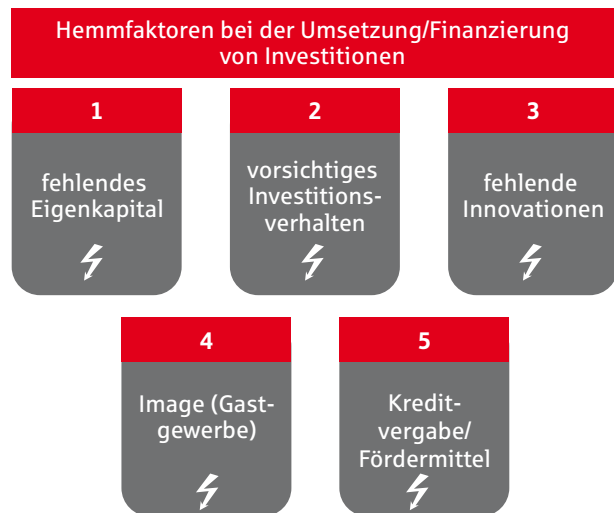 Hemmfaktoren bei der Umsetzung/Finanzierung
von Investitionen
1
fehlendes
Eigenkapital
2
vorsichtiges
Investitions-
verhalten
3
fehlende
Innovationen
4
Image (Gast-
gewerbe)
5
Kredit-
vergabe/
Fördermittel